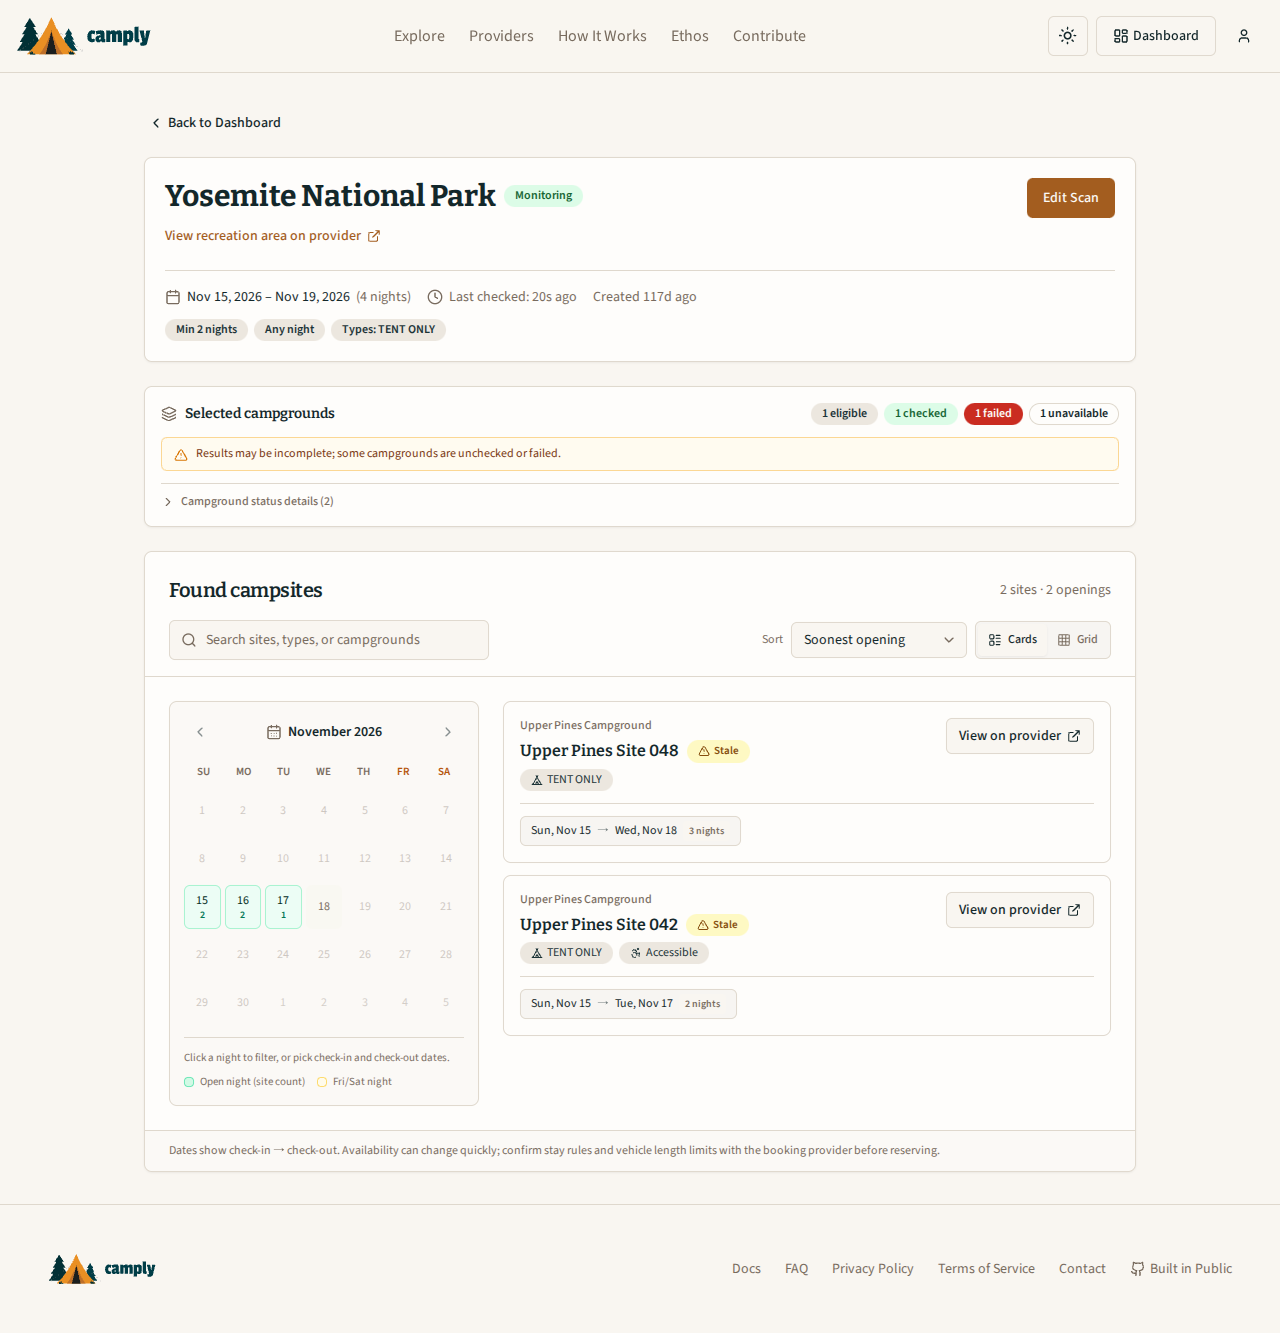 camply
Explore Providers How It Works Ethos Contribute
Dashboard
Back to Dashboard
Yosemite National Park Monitoring
Edit Scan
View recreation area on provider
Nov 15, 2026 – Nov 19, 2026 (4 nights) Last checked: 20s ago Created 117d ago
Min 2 nights Any night Types: TENT ONLY
Selected campgrounds
1 eligible 1 checked 1 failed 1 unavailable
Results may be incomplete; some campgrounds are unchecked or failed.
Campground status details (2)
Found campsites
2 sites · 2 openings
Search sites, types, or campgrounds
Sort Soonest opening Cards Grid
November 2026
SU MO TU WE TH FR SA
1 2 3 4 5 6 7
8 9 10 11 12 13 14
15 16 17 18 19 20 21
2 2 1
22 23 24 25 26 27 28
29 30 1 2 3 4 5
Click a night to filter, or pick check-in and check-out dates.
Open night (site count) Fri/Sat night
Upper Pines Campground
Upper Pines Site 048 Stale
View on provider
TENT ONLY
Sun, Nov 15 → Wed, Nov 18 3 nights
Upper Pines Campground
Upper Pines Site 042 Stale
View on provider
TENT ONLY Accessible
Sun, Nov 15 → Tue, Nov 17 2 nights
Dates show check-in → check-out. Availability can change quickly; confirm stay rules and vehicle length limits with the booking provider before reserving.
camply
Docs FAQ Privacy Policy Terms of Service Contact Built in Public